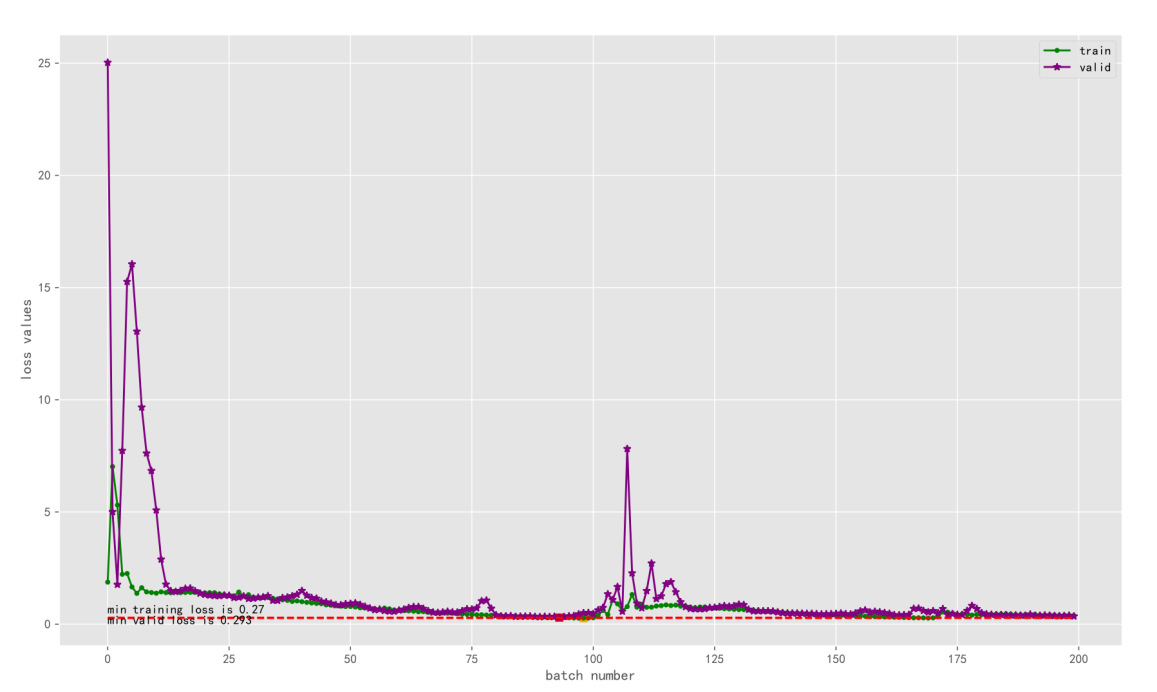 train
valid
25
20
15
10
5
0
loss values
min training loss is 0.27
min valid loss is 0.293
0 25 50 75 100 125 150 175 200
batch number